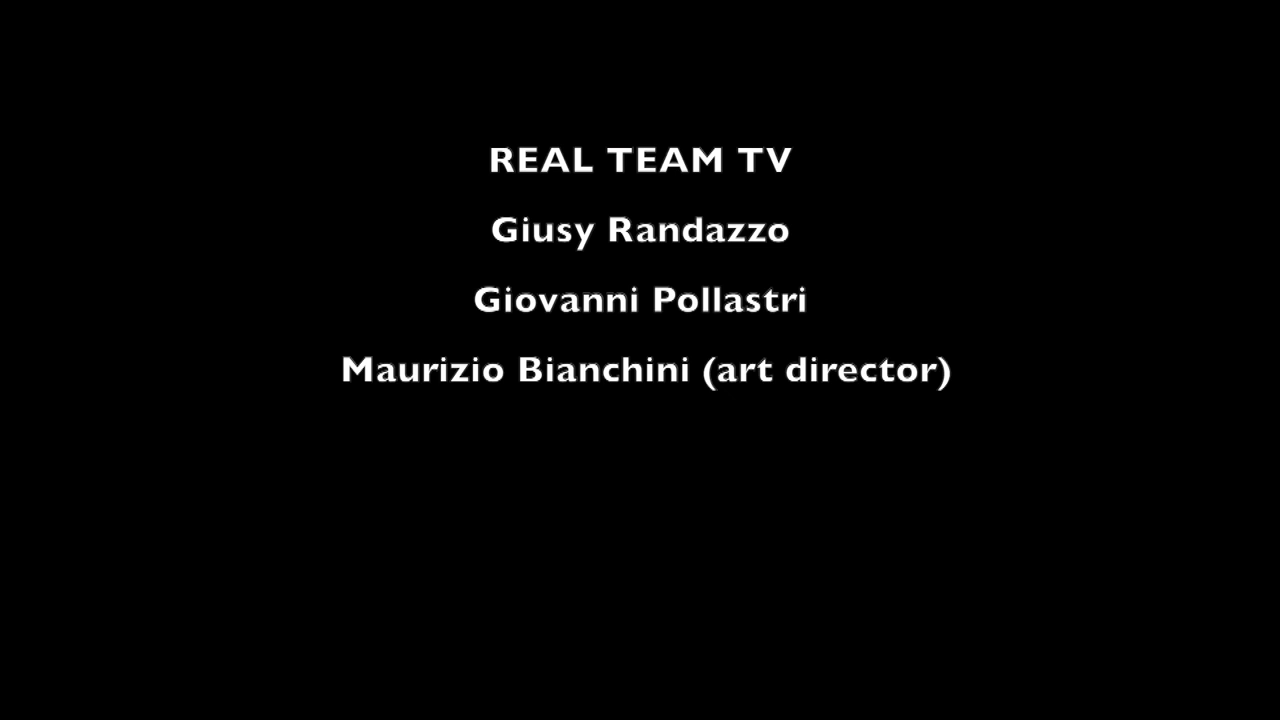 REAL TEAM TV
Giusy Randazzo
Giovanni Pollastri
Maurizio Bianchini (art director)